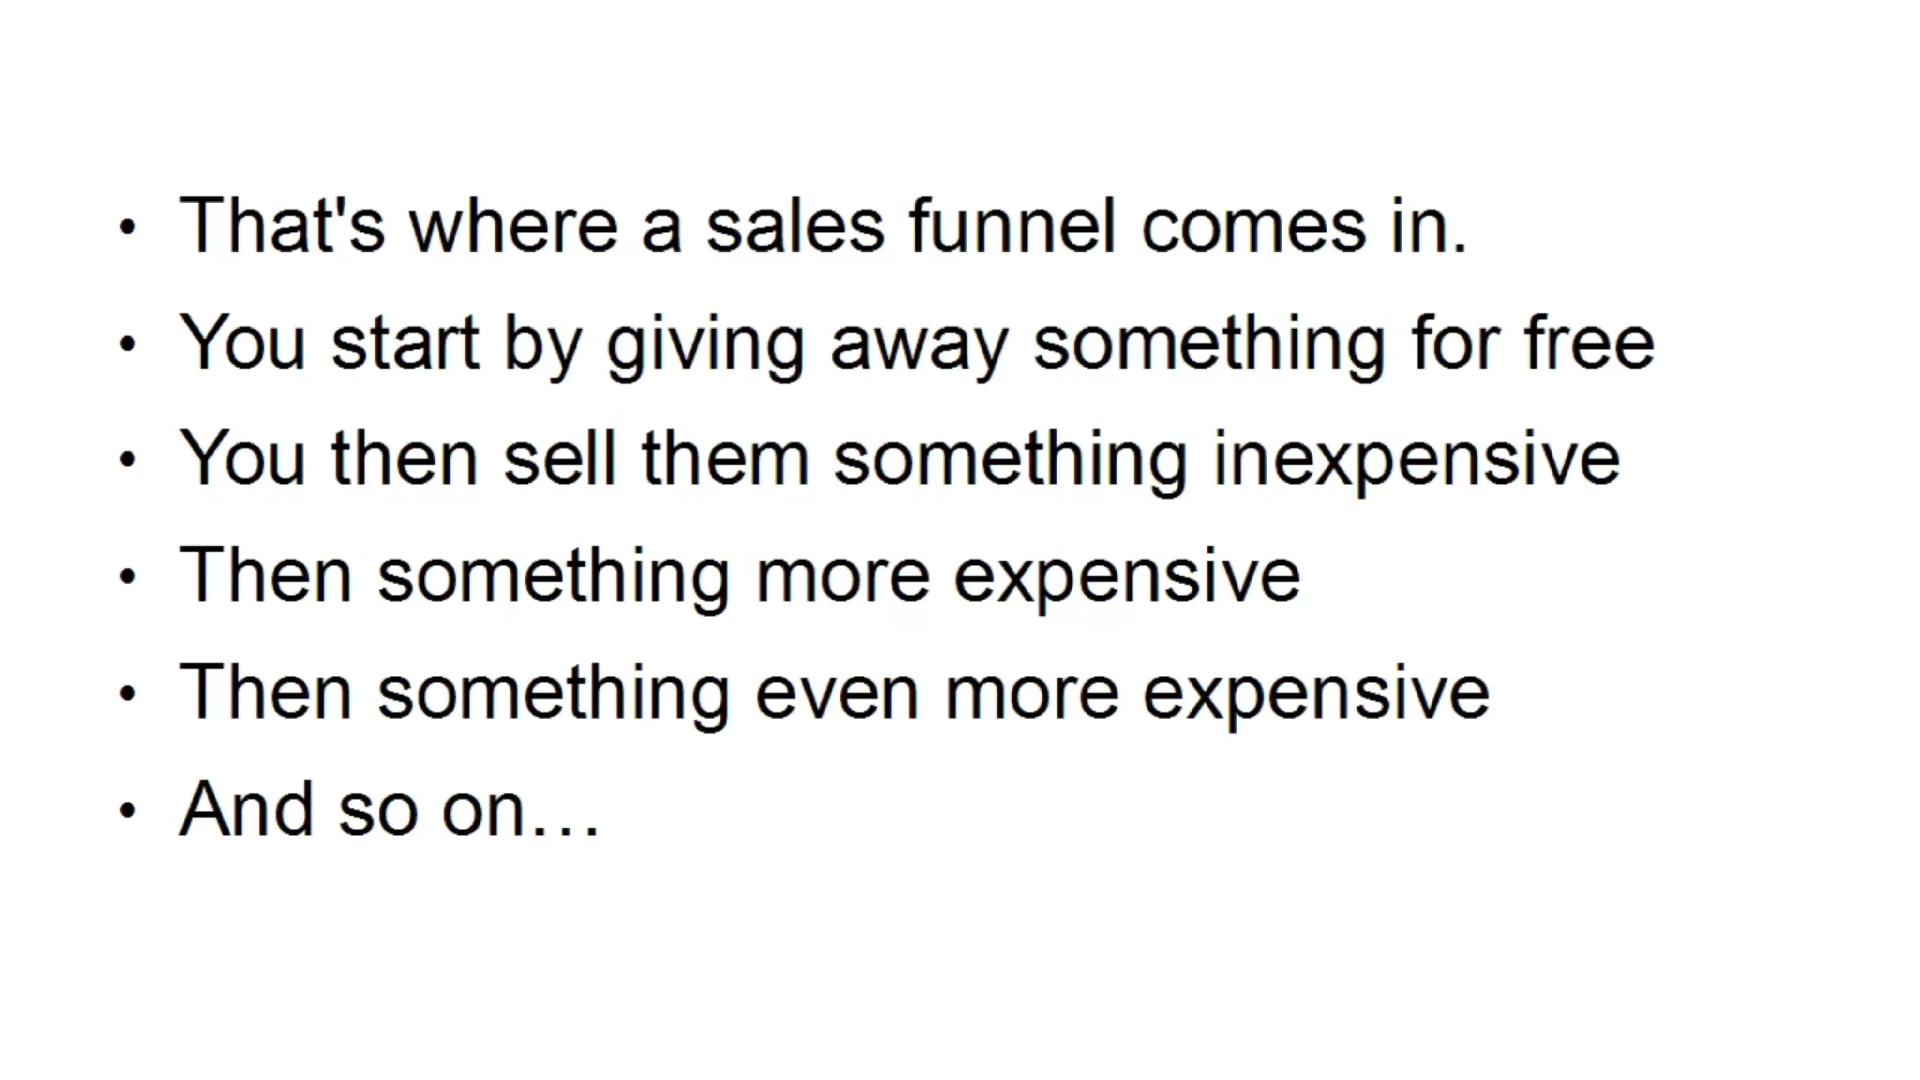 • That's where a sales funnel comes in.
• You start by giving away something for free
• You then sell them something inexpensive
• Then something more expensive
• Then something even more expensive
• And so on…